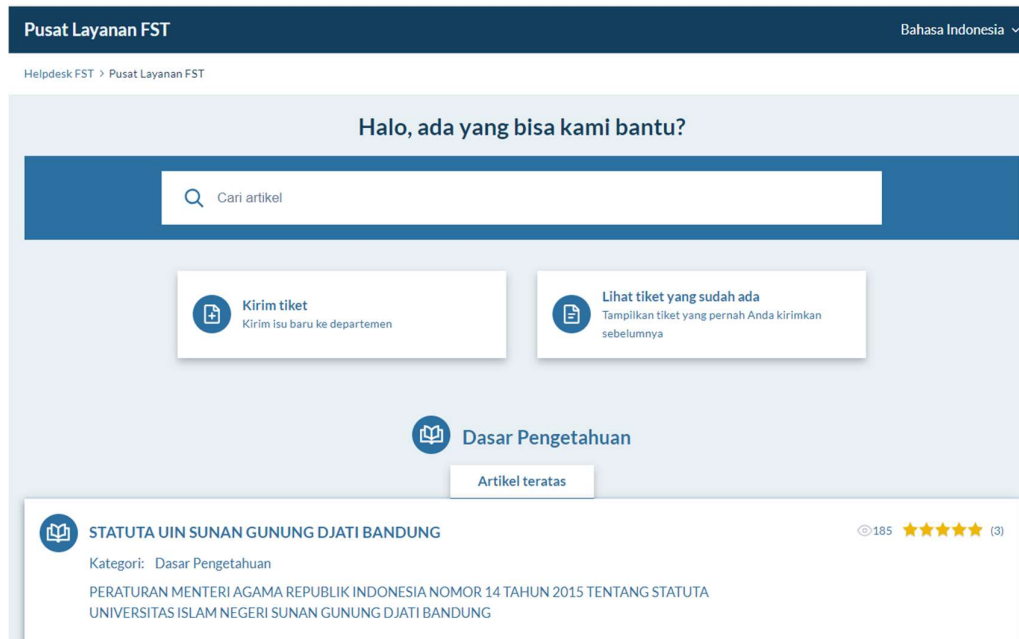 Pusat Layanan FST
Bahasa Indonesia
Helpdesk FST > Pusat Layanan FST
Halo, ada yang bisa kami bantu?
Cari artikel
Kirim tiket
Kirim isu baru ke departemen
Lihat tiket yang sudah ada
Tampilkan tiket yang pernah Anda kirimkan
sebelumnya
Dasar Pengetahuan
Artikel teratas
STATUTA UIN SUNAN GUNUNG DJATI BANDUNG
185 (3)
Kategori: Dasar Pengetahuan
PERATURAN MENTERI AGAMA REPUBLIK INDONESIA NOMOR 14 TAHUN 2015 TENTANG STATUTA
UNIVERSITAS ISLAM NEGERI SUNAN GUNUNG DJATI BANDUNG